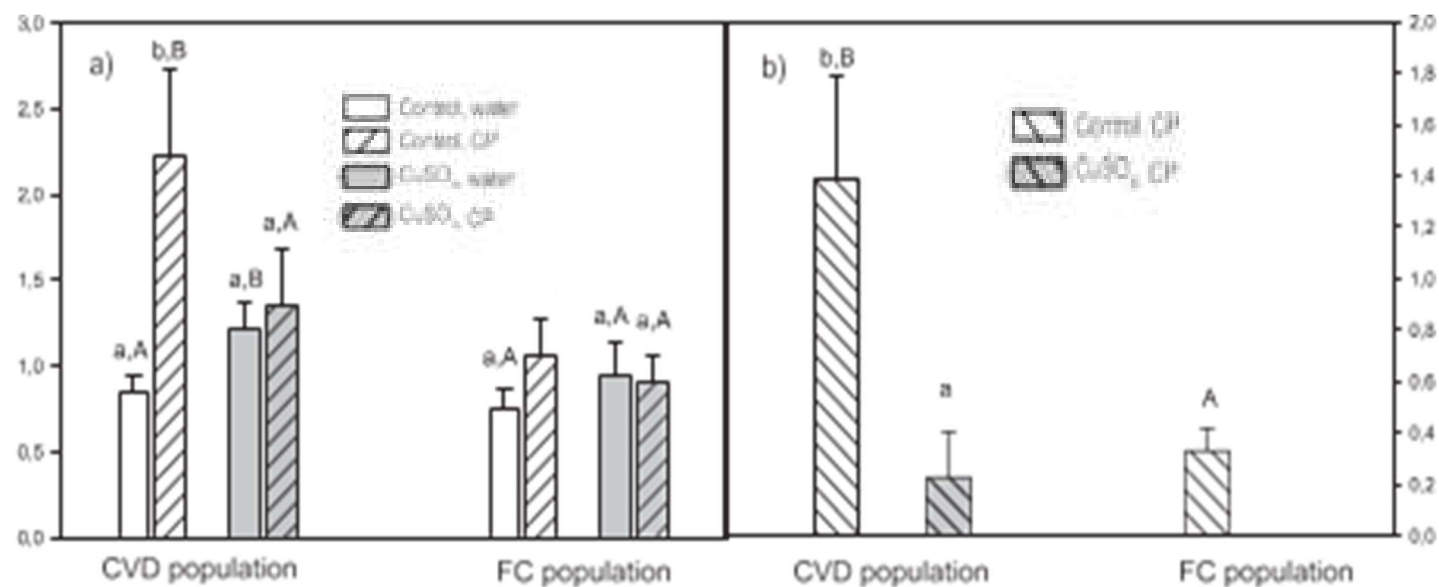 3,0
2,5
2,0
1,5
1,0
0,5
0,0
a)
b,B
Control, water
Control, CP
CuSO₄, water
CuSO₄, CP
a,A
a,B
a,A
a,A
a,A
a,A
CVD population
FC population
b)
b,B
Control, CP
CuSO₄, CP
a
A
2,0
1,8
1,6
1,4
1,2
1,0
0,8
0,6
0,4
0,2
0,0
CVD population
FC population